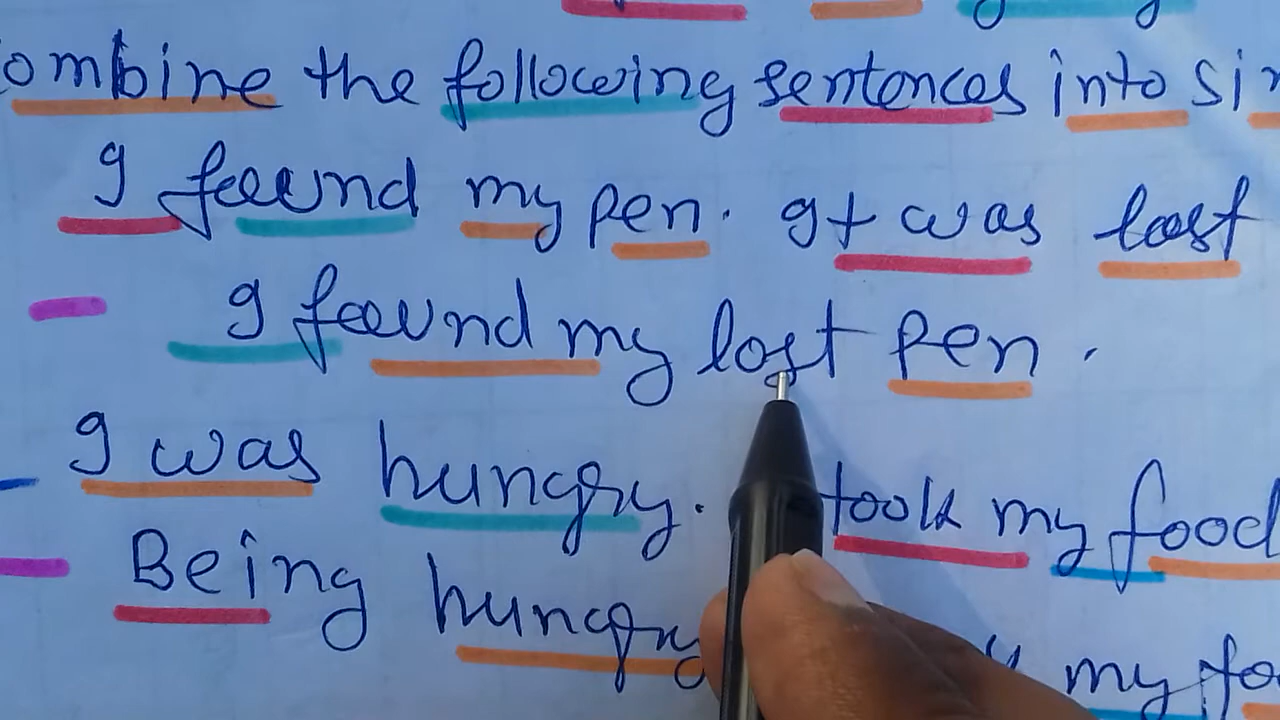 ombine the following sentences into si
I found my pen. It was lost
I found my lost pen.
I was hungry. took my food
Being hungry my fo